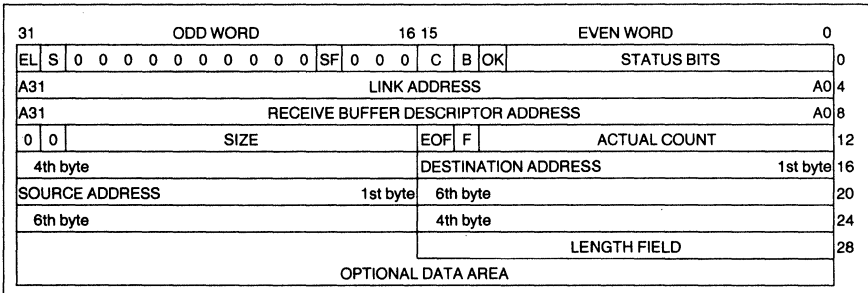 31 ODD WORD 16 15 EVEN WORD 0
EL S 0 0 0 0 0 0 0 0 0 0 SF 0 0 0 C B OK STATUS BITS 0
A31 LINK ADDRESS A0 4
A31 RECEIVE BUFFER DESCRIPTOR ADDRESS A0 8
0 0 SIZE EOF F ACTUAL COUNT 12
4th byte DESTINATION ADDRESS 1st byte 16
SOURCE ADDRESS 1st byte 6th byte 20
6th byte 4th byte 24
LENGTH FIELD 28
OPTIONAL DATA AREA